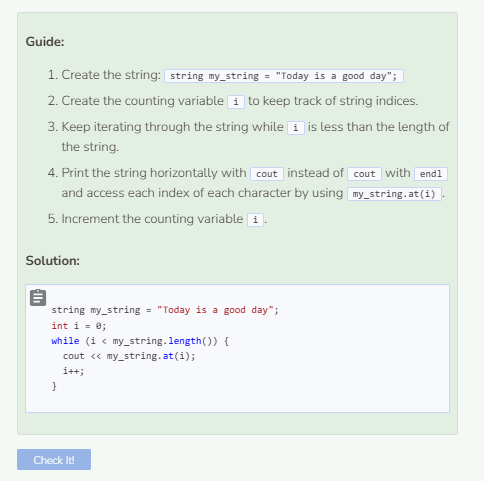 Guide:
1. Create the string: string my_string = "Today is a good day";
2. Create the counting variable i to keep track of string indices.
3. Keep iterating through the string while i is less than the length of
the string.
4. Print the string horizontally with cout instead of cout with endl
and access each index of each character by using my_string.at(i) .
5. Increment the counting variable i .
Solution:
string my_string = "Today is a good day";
int i = 0;
while (i < my_string.length()) {
  cout << my_string.at(i);
  i++;
}
Check It!